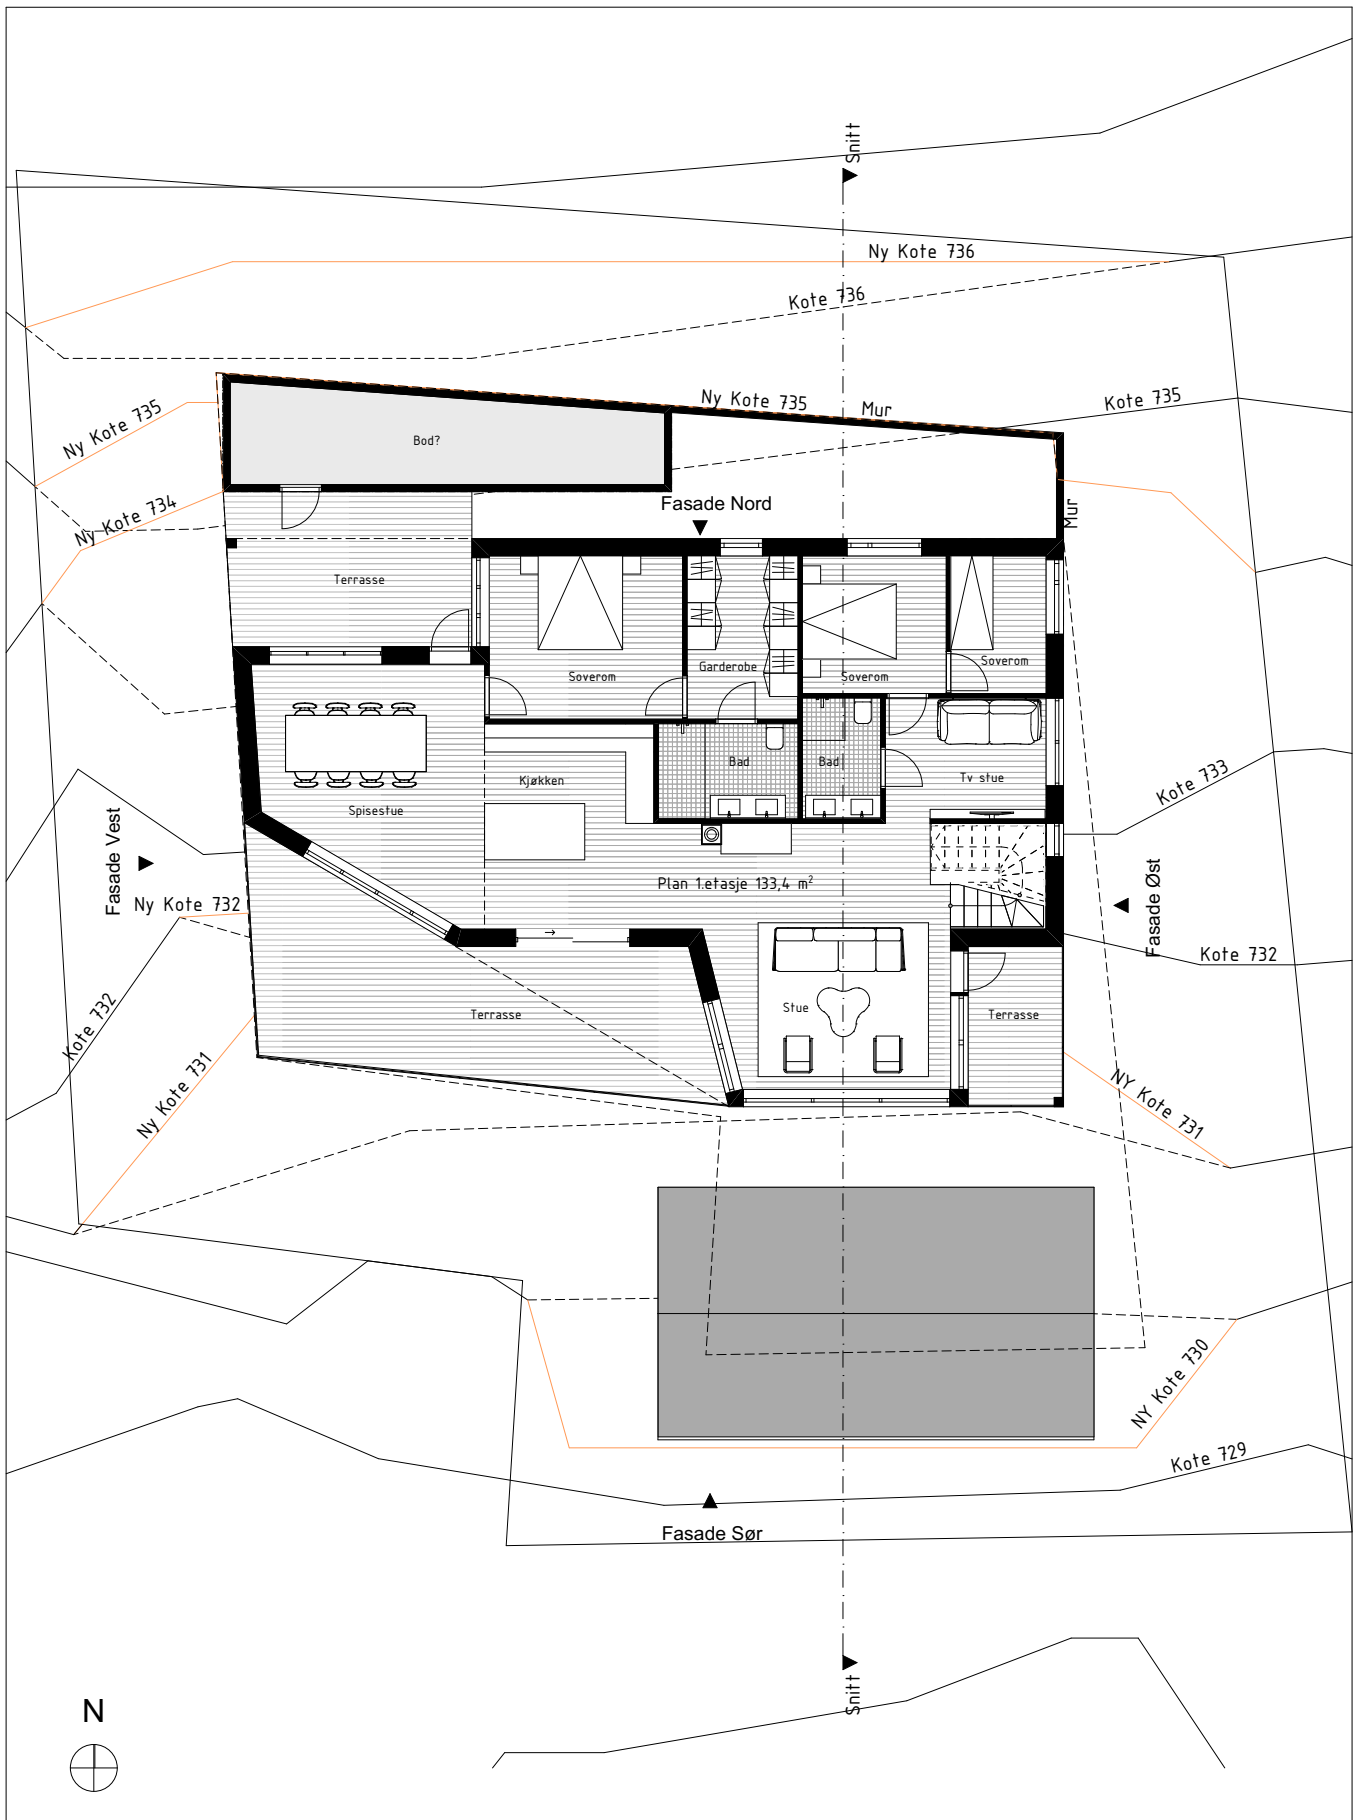 Snitt
Ny Kote 736
Kote 736
Ny Kote 735
Ny Kote 735
Mur
Kote 735
Bod?
Ny Kote 734
Fasade Nord
Mur
Terrasse
Soverom
Garderobe
Soverom
Soverom
Kjøkken
Bad
Bad
Tv stue
Kote 733
Spisestue
Fasade Vest
Plan 1.etasje 133,4 m²
Ny Kote 732
Fasade Øst
Kote 732
Kote 732
Terrasse
Stue
Terrasse
Ny Kote 731
NY Kote 731
NY Kote 730
Kote 729
Fasade Sør
Snitt
N